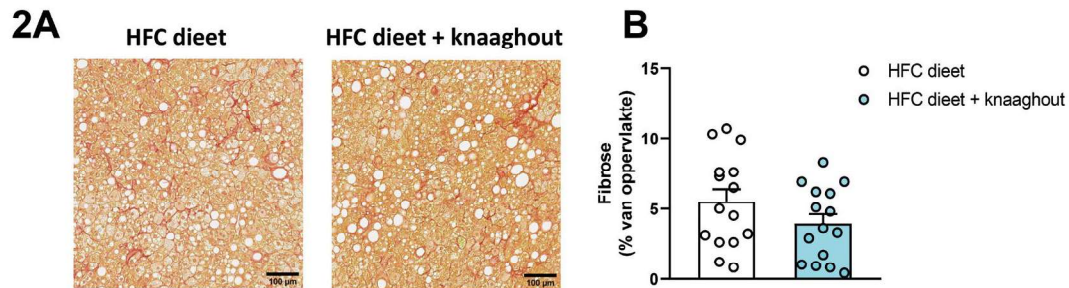 2A
HFC dieet
HFC dieet + knaaghout
100 µm
100 µm
B
Fibrose
(% van oppervlakte)
15
10
5
0
HFC dieet
HFC dieet + knaaghout